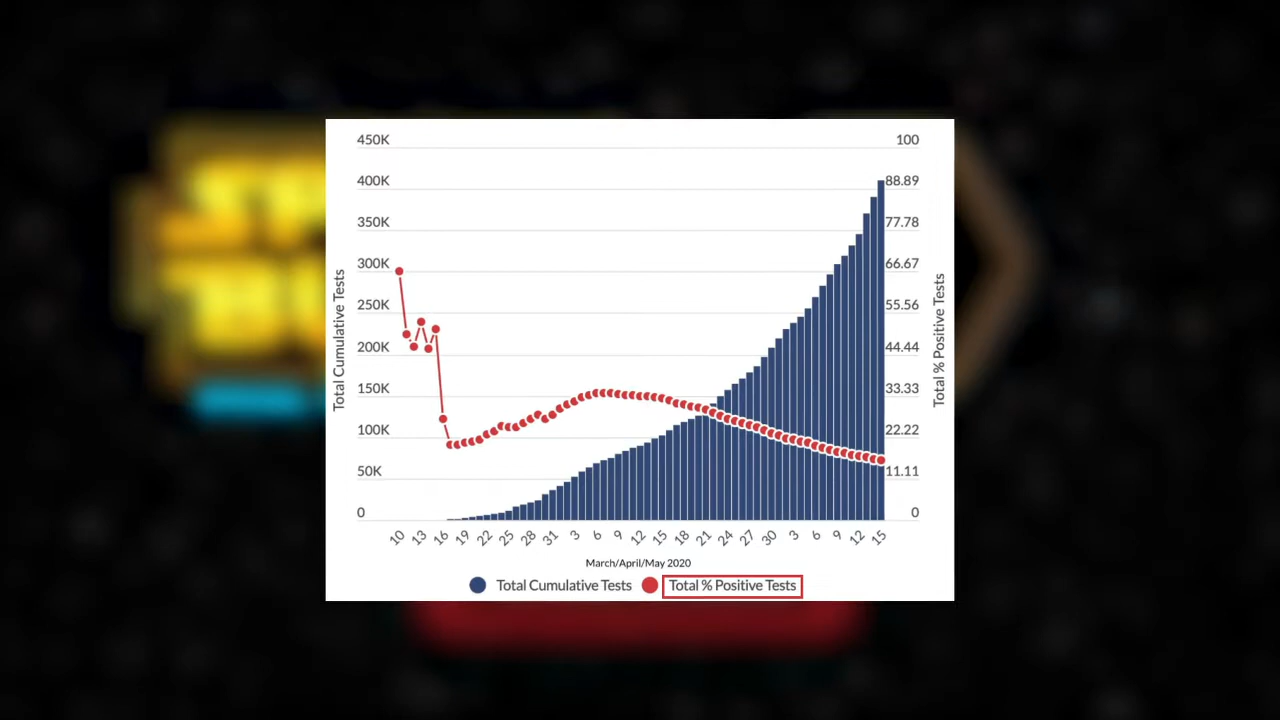 450K
100
400K
88.89
350K
77.78
300K
66.67
250K
55.56
200K
44.44
150K
33.33
100K
22.22
50K
11.11
0
0
Total Cumulative Tests
Total % Positive Tests
10 13 16 19 22 25 28 31 3 6 9 12 15 18 21 24 27 30 3 6 9 12 15
March/April/May 2020
Total Cumulative Tests Total % Positive Tests